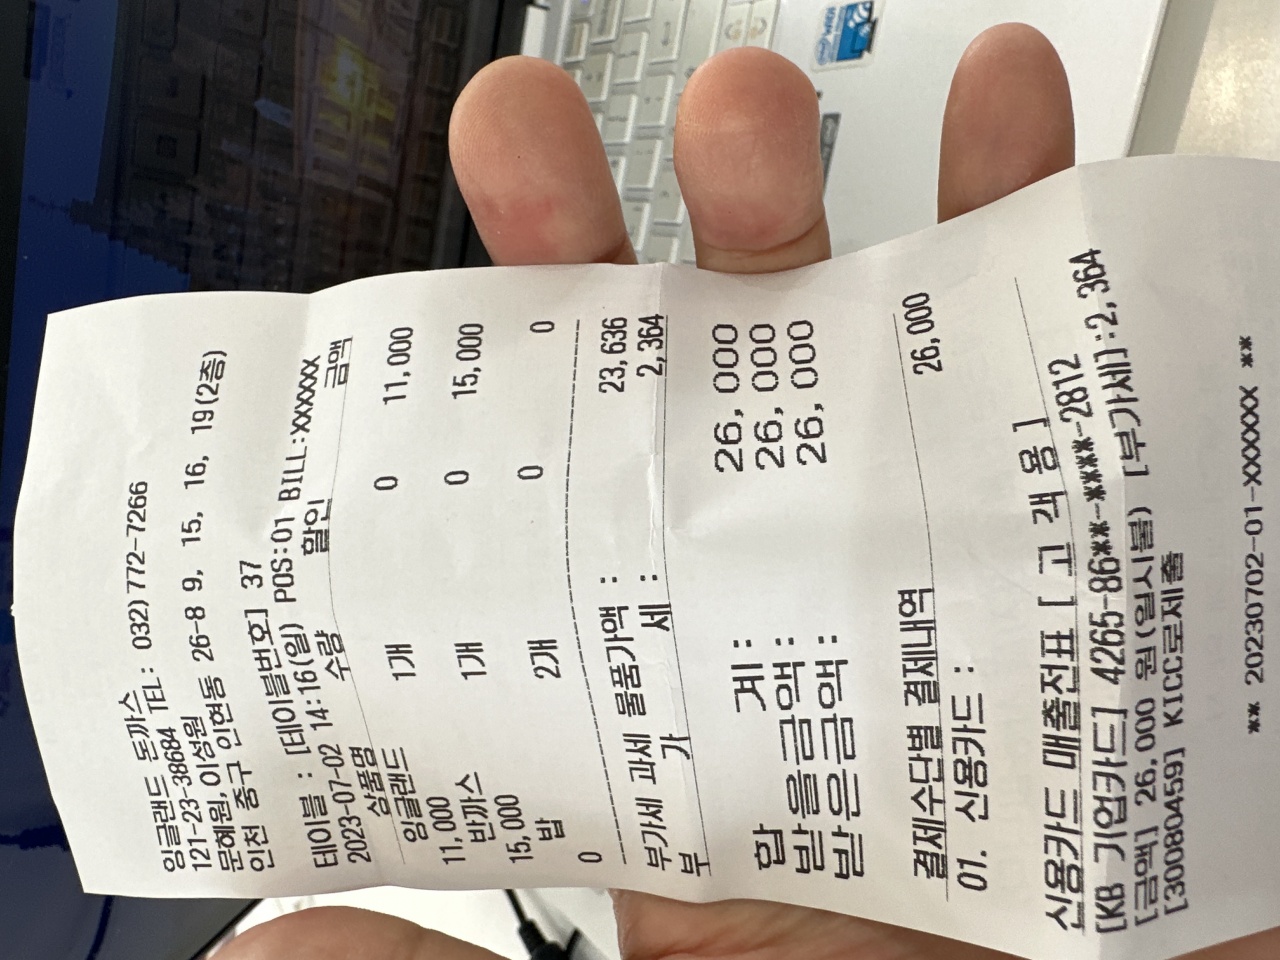 잉글랜드 돈까스
121-23-38684 TEL: 032)772-7266
문혜원,이성원
인천 중구 인현동 26-8 9, 15, 16, 19(2층)
테이블 : [테이블번호] 37
2023-07-02 14:16(일) POS:01 BILL:XXXXXX
상품명 수량 할인 금액
잉글랜드 1개 0 11,000
11,000
반까스 1개 0 15,000
15,000
밥 2개 0 0
0
부가세 과세 물품가액 : 23,636
부 가 세 : 2,364
합 계: 26,000
받을금액: 26,000
받은금액: 26,000
결제수단별 결제내역
01. 신용카드 : 26,000
신용카드 매출전표 [ 고 객 용 ]
[KB 기업카드] 4265-86**-****-2812
[금액] 26,000 원(일시불) [부가세]:2,364
[30080459] KICC로제출
** 20230702-01-XXXXXX **